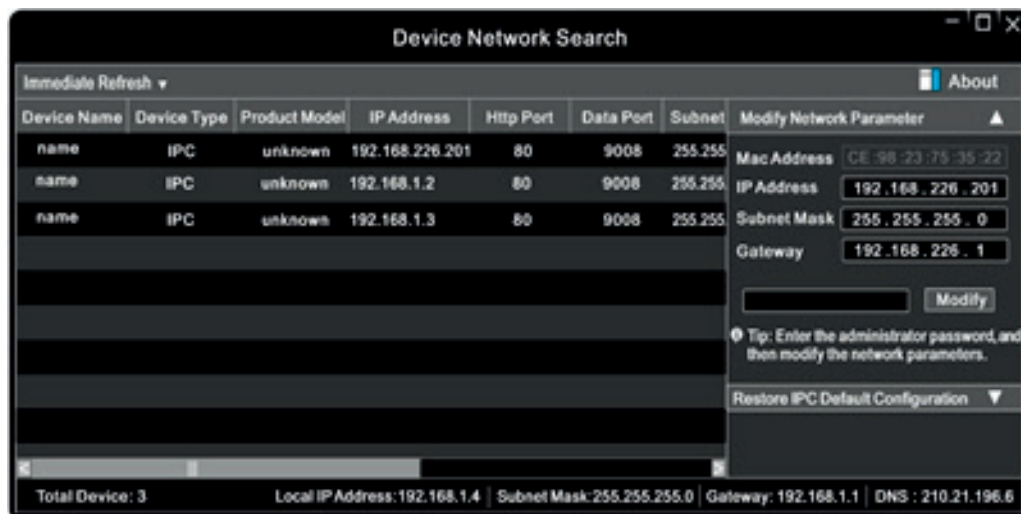 Device Network Search
Immediate Refresh
About
Device Name Device Type Product Model IP Address Http Port Data Port Subnet
name IPC unknown 192.168.226.201 80 9008 255.255
name IPC unknown 192.168.1.2 80 9008 255.255.
name IPC unknown 192.168.1.3 80 9008 255.255.
Modify Network Parameter
Mac Address CE:98:23:75:35:22
IP Address 192.168.226.201
Subnet Mask 255.255.255.0
Gateway 192.168.226.1
Modify
Tip: Enter the administrator password, and
then modify the network parameters.
Restore IPC Default Configuration
Total Device: 3 Local IP Address:192.168.1.4 Subnet Mask:255.255.255.0 Gateway: 192.168.1.1 DNS : 210.21.196.6